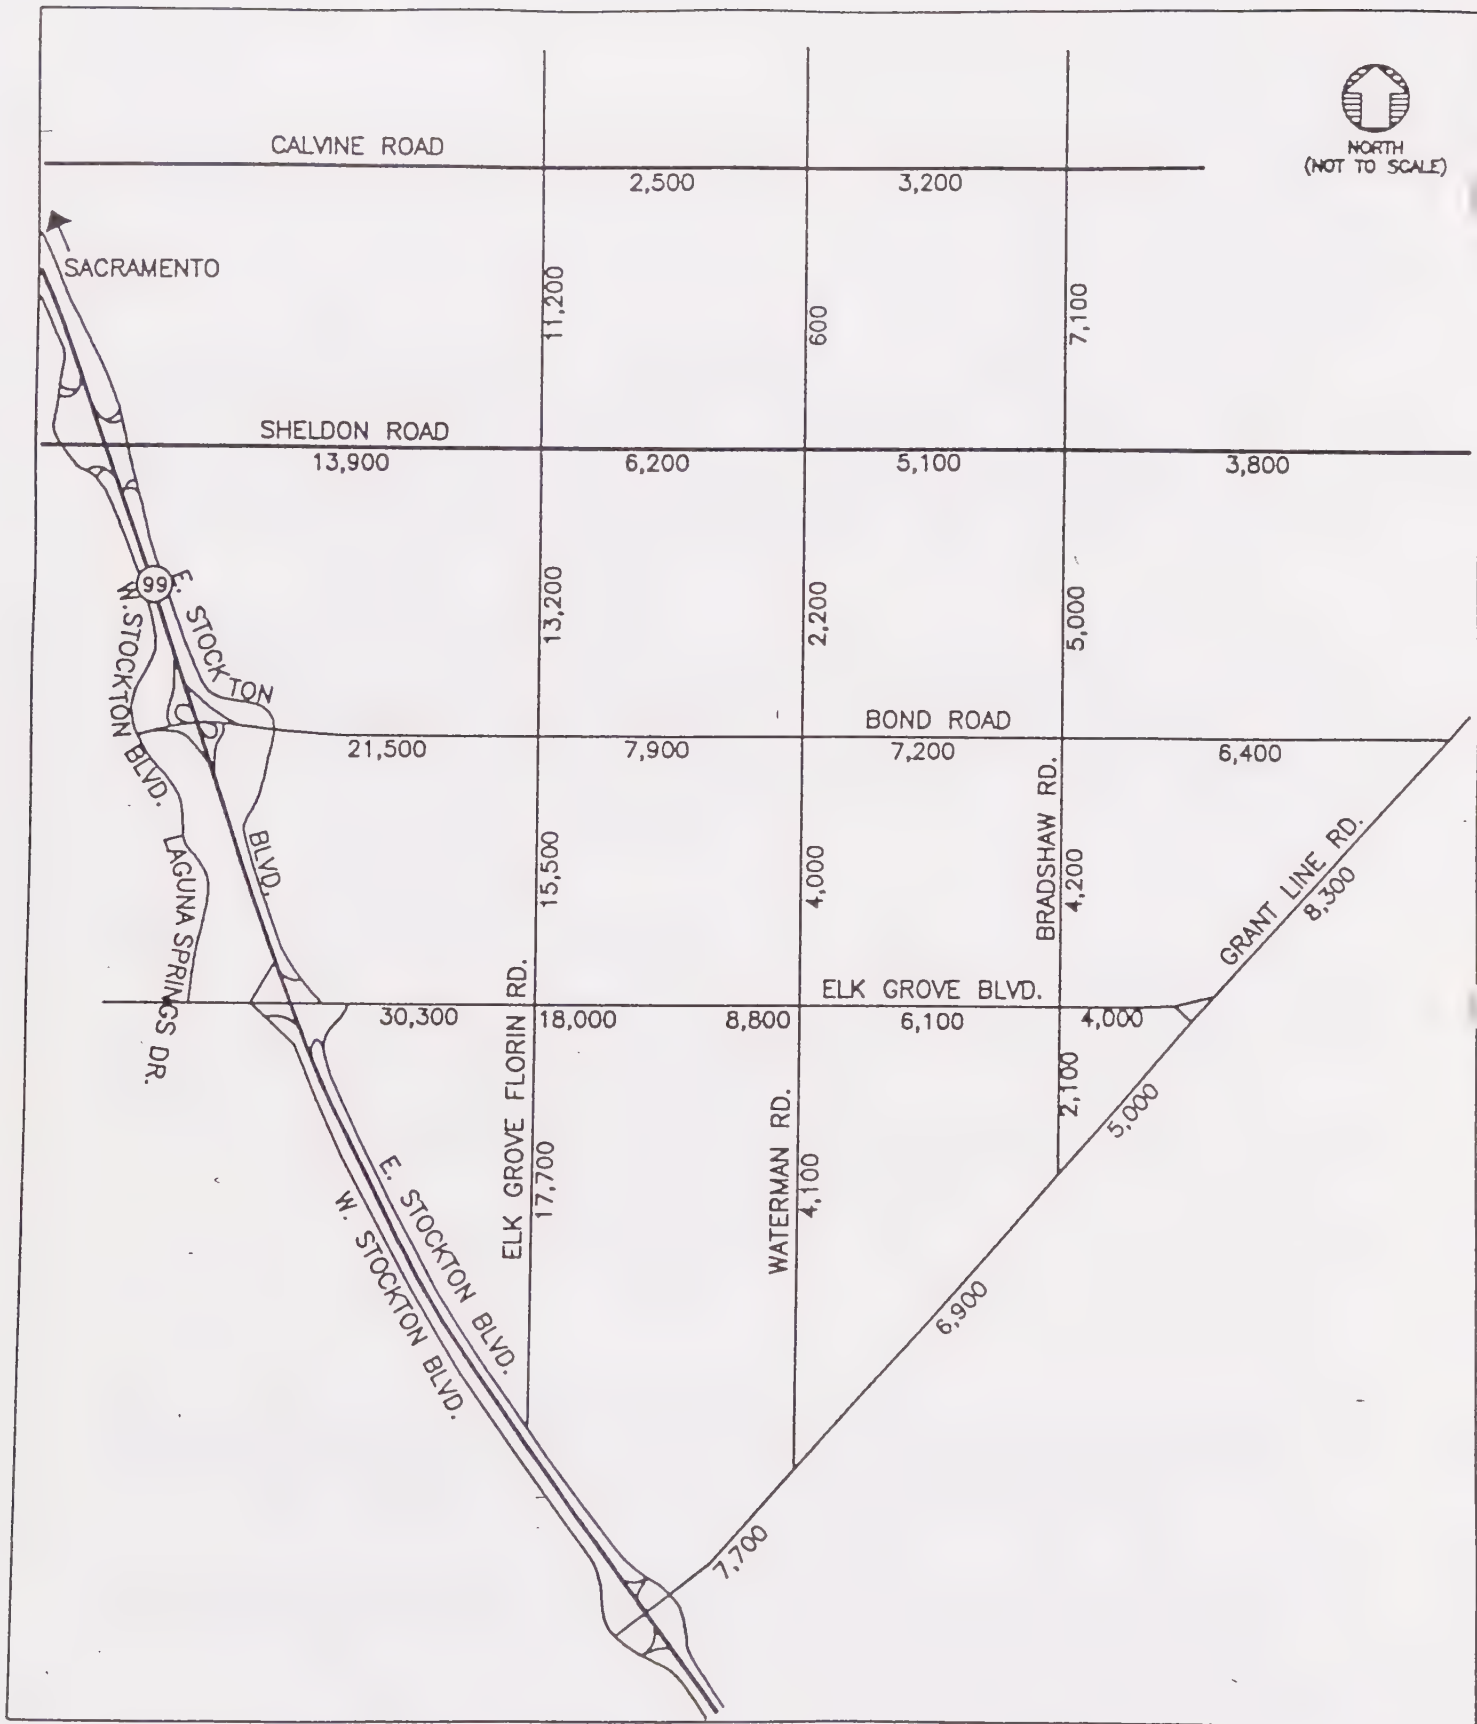 NORTH
(NOT TO SCALE)
CALVINE ROAD
2,500
3,200
SACRAMENTO
11,200
600
7,100
SHELDON ROAD
13,900
6,200
5,100
3,800
99
W. STOCKTON BLVD.
E. STOCKTON
BLVD.
13,200
2,200
5,000
BOND ROAD
21,500
7,900
7,200
6,400
LAGUNA SPRINGS DR.
15,500
4,000
BRADSHAW RD.
4,200
GRANT LINE RD.
8,300
ELK GROVE BLVD.
30,300
18,000
8,800
6,100
4,000
ELK GROVE FLORIN RD.
17,700
WATERMAN RD.
4,100
2,100
5,000
E. STOCKTON BLVD.
W. STOCKTON BLVD.
6,900
7,700